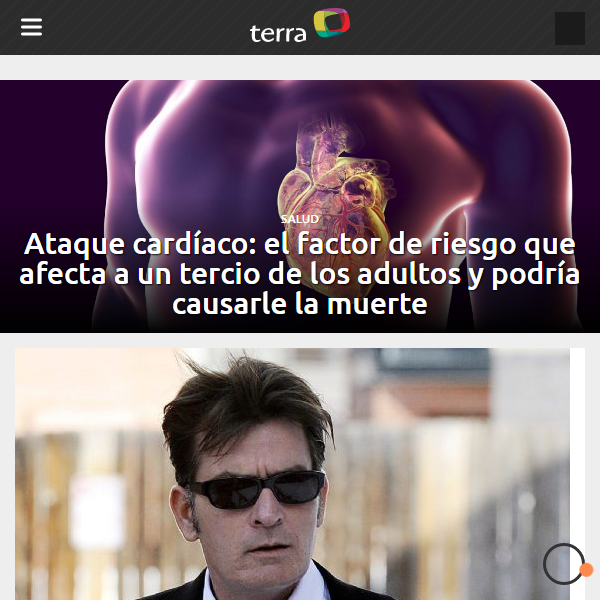 terra
SALUD
Ataque cardíaco: el factor de riesgo que
afecta a un tercio de los adultos y podría
causarle la muerte